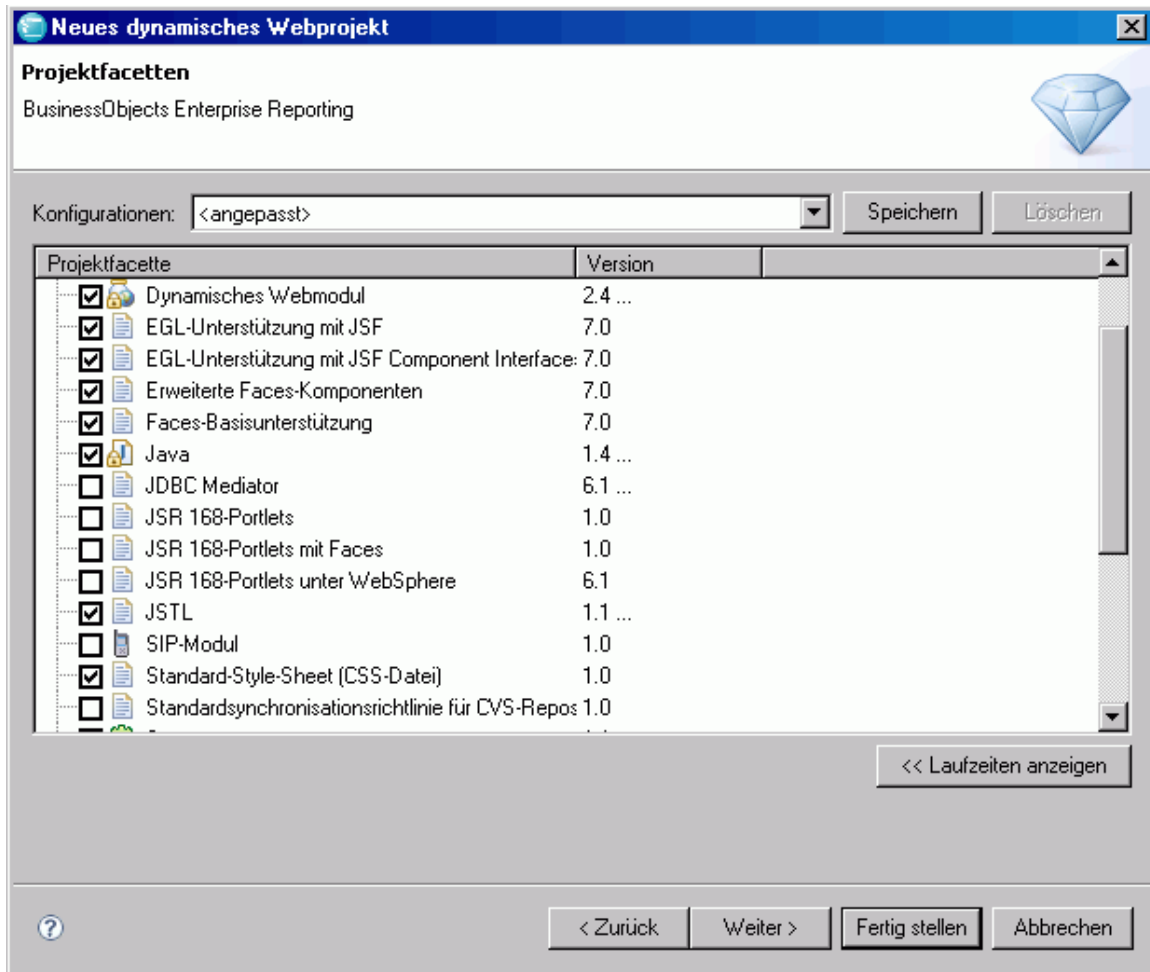 Neues dynamisches Webprojekt
Projektfacetten
BusinessObjects Enterprise Reporting
Konfigurationen: <angepasst> Speichern Löschen
Projektfacette Version
Dynamisches Webmodul 2.4 ...
EGL-Unterstützung mit JSF 7.0
EGL-Unterstützung mit JSF Component Interface: 7.0
Erweiterte Faces-Komponenten 7.0
Faces-Basisunterstützung 7.0
Java 1.4 ...
JDBC Mediator 6.1 ...
JSR 168-Portlets 1.0
JSR 168-Portlets mit Faces 1.0
JSR 168-Portlets unter WebSphere 6.1
JSTL 1.1 ...
SIP-Modul 1.0
Standard-Style-Sheet (CSS-Datei) 1.0
Standardsynchronisationsrichtlinie für CVS-Repos 1.0
<< Laufzeiten anzeigen
< Zurück Weiter > Fertig stellen Abbrechen